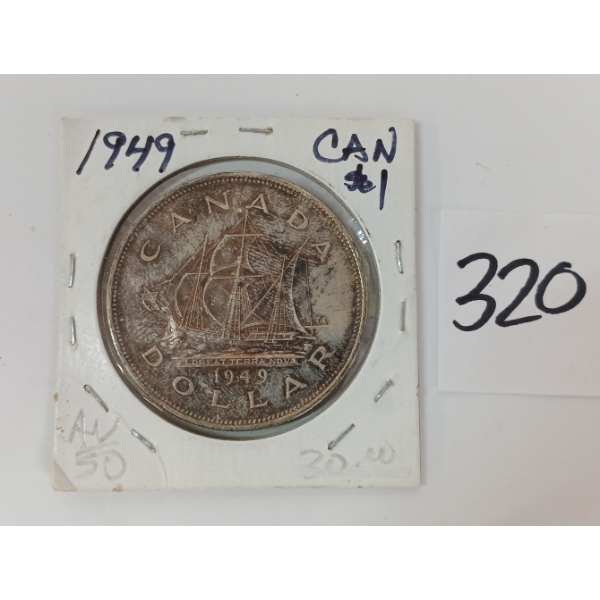 1949
CAN
$1
CANADA
FLOREAT TERRA NOVA
1949
DOLLAR
AU
50
30.00
320